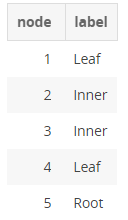 node label
1 Leaf
2 Inner
3 Inner
4 Leaf
5 Root